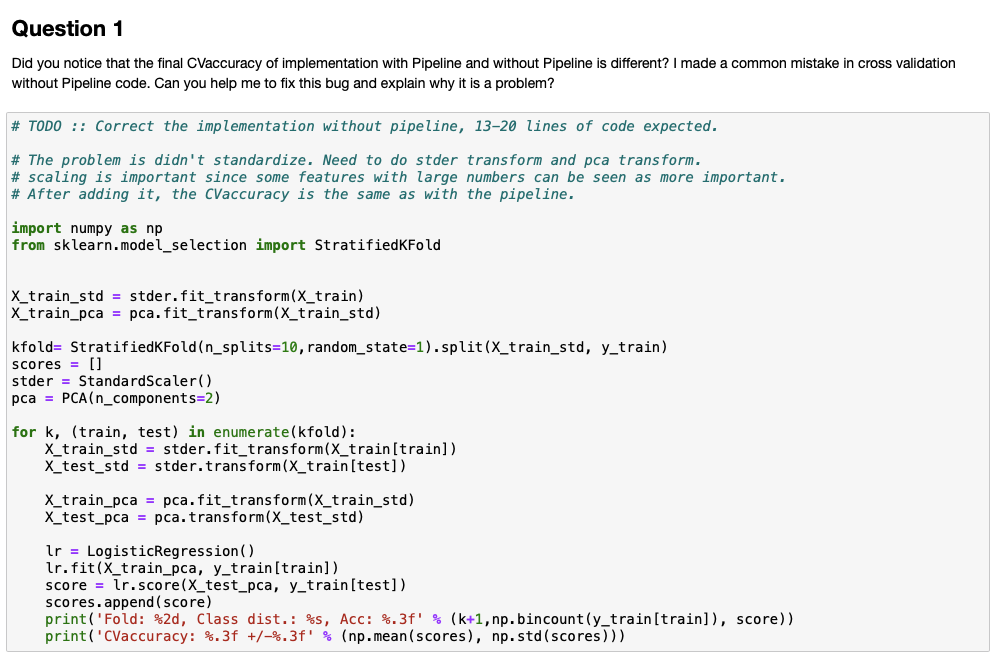 Question 1
Did you notice that the final CVaccuracy of implementation with Pipeline and without Pipeline is different? I made a common mistake in cross validation
without Pipeline code. Can you help me to fix this bug and explain why it is a problem?
# TODO :: Correct the implementation without pipeline, 13-20 lines of code expected.
# The problem is didn't standardize. Need to do stder transform and pca transform.
# scaling is important since some features with large numbers can be seen as more important.
# After adding it, the CVaccuracy is the same as with the pipeline.
import numpy as np
from sklearn.model_selection import StratifiedKFold
X_train_std = stder.fit_transform(X_train)
X_train_pca = pca.fit_transform(X_train_std)
kfold= StratifiedKFold(n_splits=10,random_state=1).split(X_train_std, y_train)
scores = []
stder = StandardScaler()
pca = PCA(n_components=2)
for k, (train, test) in enumerate(kfold):
    X_train_std = stder.fit_transform(X_train[train])
    X_test_std = stder.transform(X_train[test])
    X_train_pca = pca.fit_transform(X_train_std)
    X_test_pca = pca.transform(X_test_std)
    lr = LogisticRegression()
    lr.fit(X_train_pca, y_train[train])
    score = lr.score(X_test_pca, y_train[test])
    scores.append(score)
    print('Fold: %2d, Class dist.: %s, Acc: %.3f' % (k+1,np.bincount(y_train[train]), score))
    print('CVaccuracy: %.3f +/-%.3f' % (np.mean(scores), np.std(scores)))